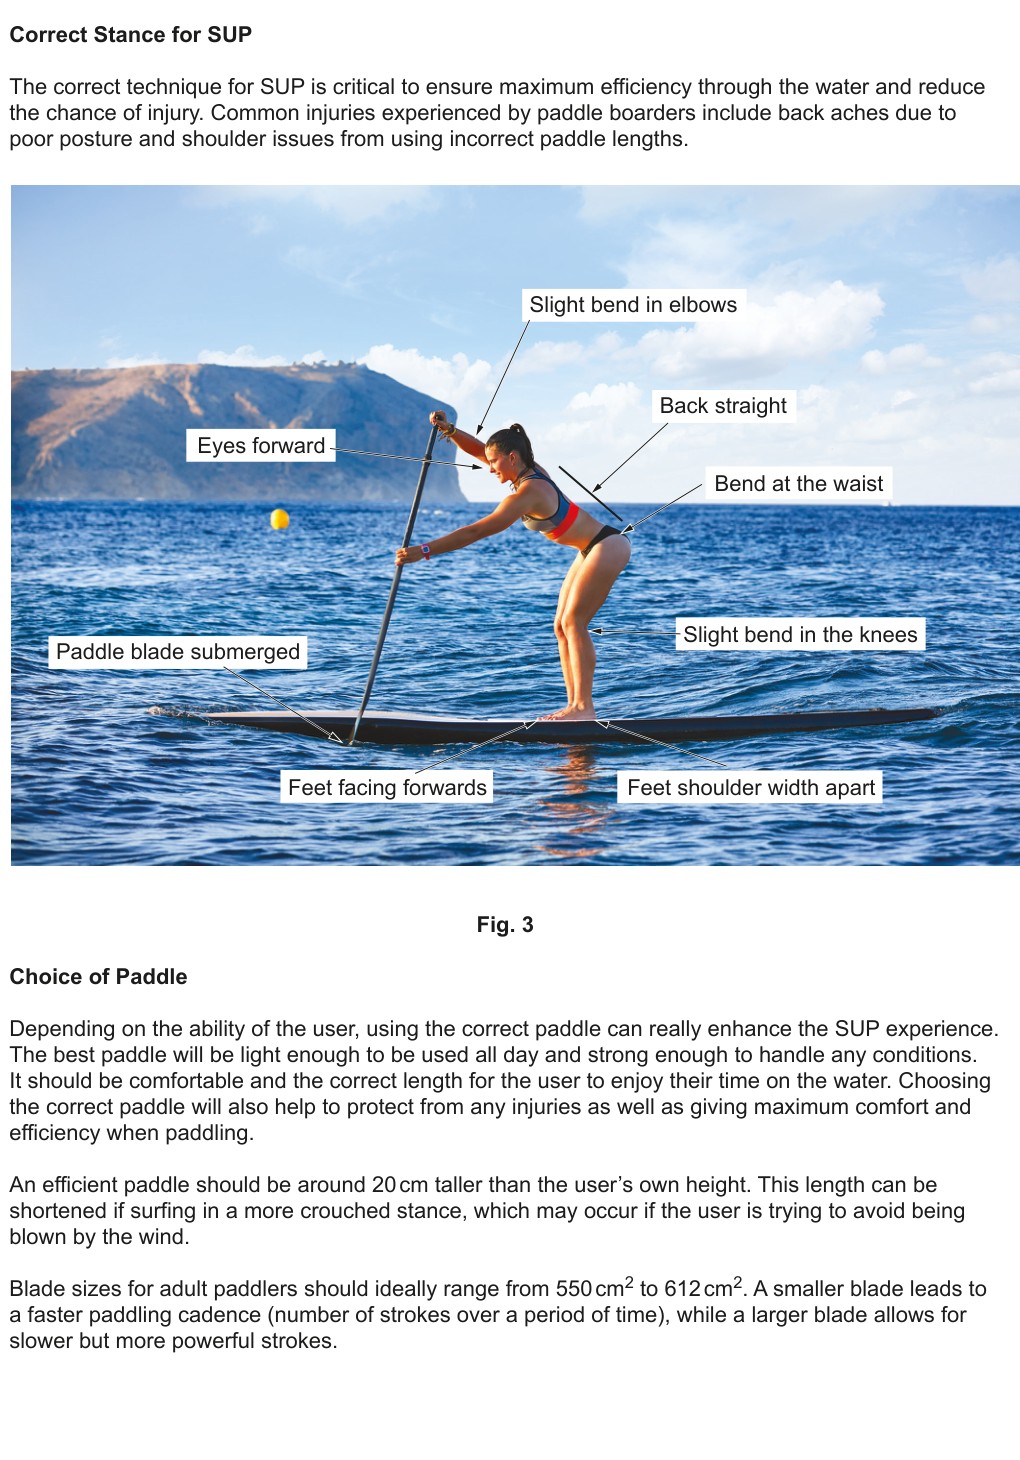 Correct Stance for SUP
The correct technique for SUP is critical to ensure maximum efficiency through the water and reduce
the chance of injury. Common injuries experienced by paddle boarders include back aches due to
poor posture and shoulder issues from using incorrect paddle lengths.
Slight bend in elbows
Back straight
Eyes forward
Bend at the waist
Slight bend in the knees
Paddle blade submerged
Feet facing forwards
Feet shoulder width apart
Fig. 3
Choice of Paddle
Depending on the ability of the user, using the correct paddle can really enhance the SUP experience.
The best paddle will be light enough to be used all day and strong enough to handle any conditions.
It should be comfortable and the correct length for the user to enjoy their time on the water. Choosing
the correct paddle will also help to protect from any injuries as well as giving maximum comfort and
efficiency when paddling.
An efficient paddle should be around 20 cm taller than the user’s own height. This length can be
shortened if surfing in a more crouched stance, which may occur if the user is trying to avoid being
blown by the wind.
Blade sizes for adult paddlers should ideally range from 550 cm² to 612 cm². A smaller blade leads to
a faster paddling cadence (number of strokes over a period of time), while a larger blade allows for
slower but more powerful strokes.